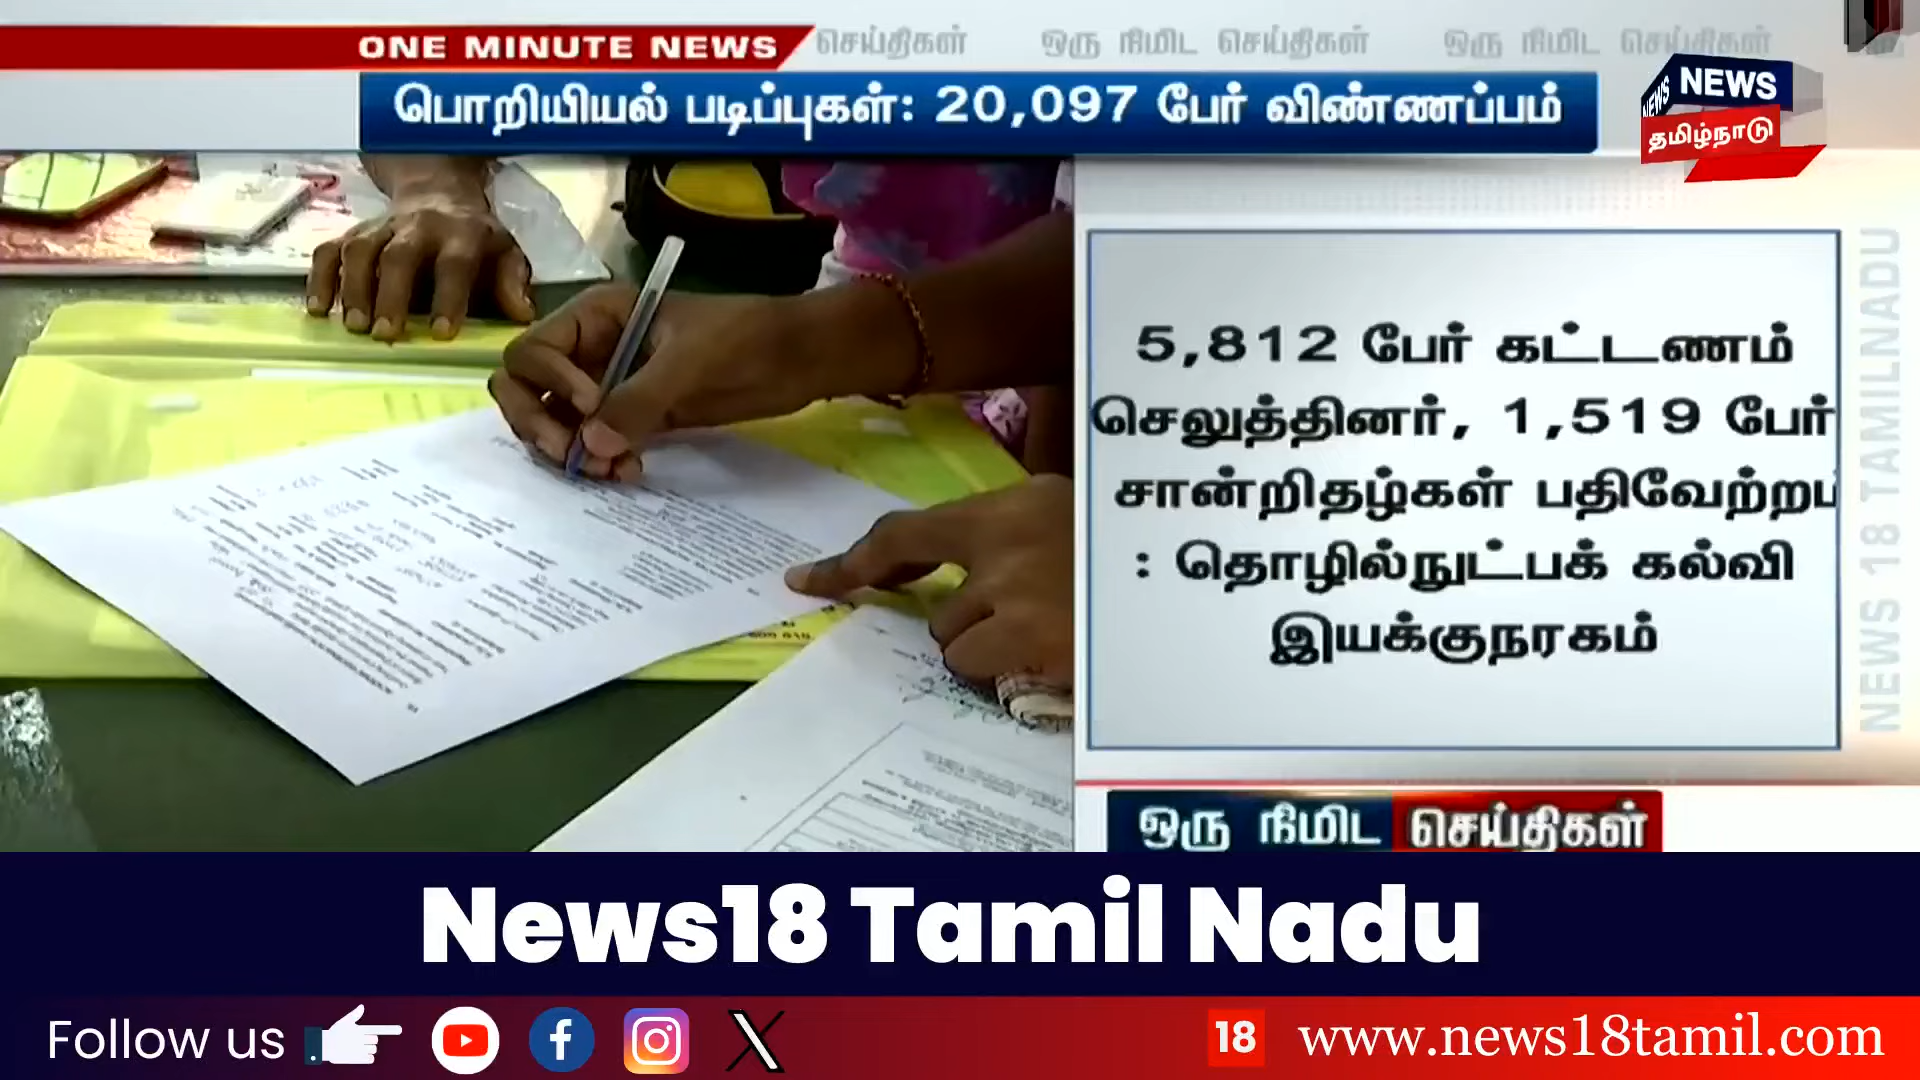 ONE MINUTE NEWS
செய்திகள் ஒரு நிமிட செய்திகள் ஒரு நிமிட செய்திகள்
பொறியியல் படிப்புகள்: 20,097 பேர் விண்ணப்பம்
NEWS NEWS
தமிழ்நாடு
5,812 பேர் கட்டணம்
செலுத்தினர், 1,519 பேர்
சான்றிதழ்கள் பதிவேற்றம்
: தொழில்நுட்பக் கல்வி
இயக்குநரகம்
NEWS 18 TAMILNADU
ஒரு நிமிட செய்திகள்
News18 Tamil Nadu
Follow us
18 www.news18tamil.com